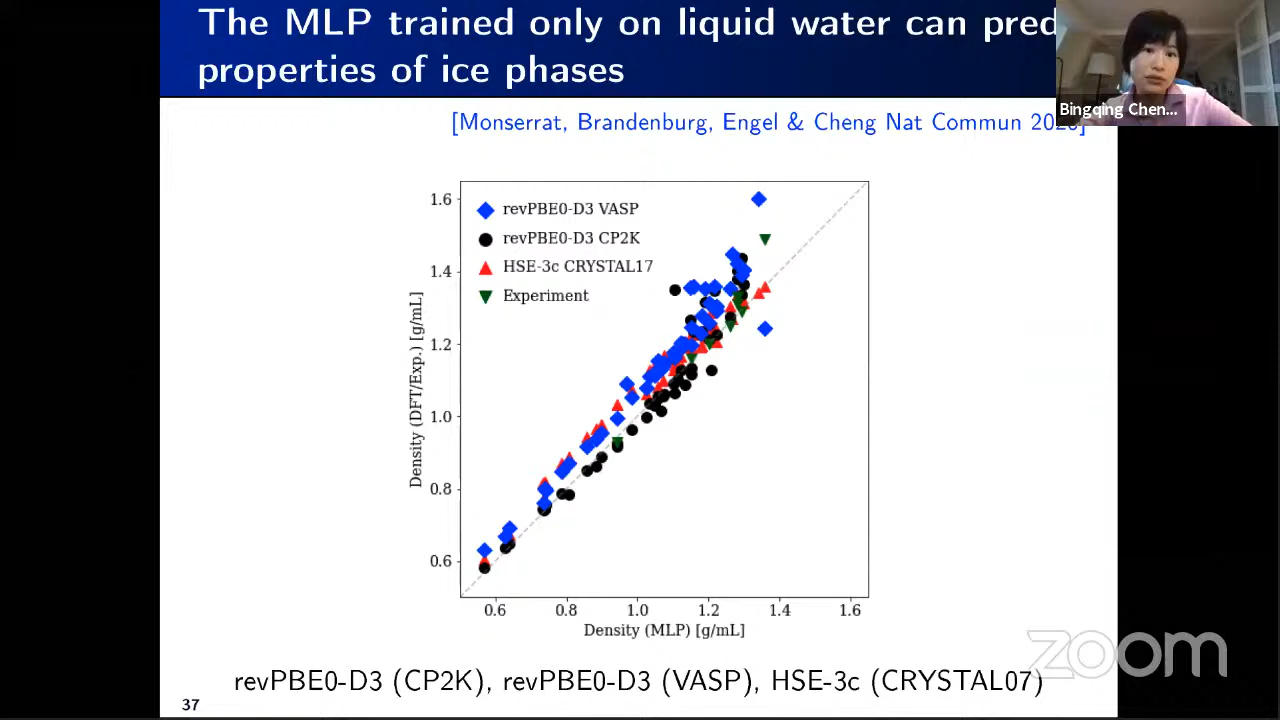 The MLP trained only on liquid water can pred
properties of ice phases
Bingqing Chen...
[Monserrat, Brandenburg, Engel & Cheng Nat Commun 2020]
revPBE0-D3 VASP
revPBE0-D3 CP2K
HSE-3c CRYSTAL17
Experiment
Density (DFT/Exp.) [g/mL]
1.6
1.4
1.2
1.0
0.8
0.6
0.6 0.8 1.0 1.2 1.4 1.6
Density (MLP) [g/mL]
zoom
revPBE0-D3 (CP2K), revPBE0-D3 (VASP), HSE-3c (CRYSTAL07)
37